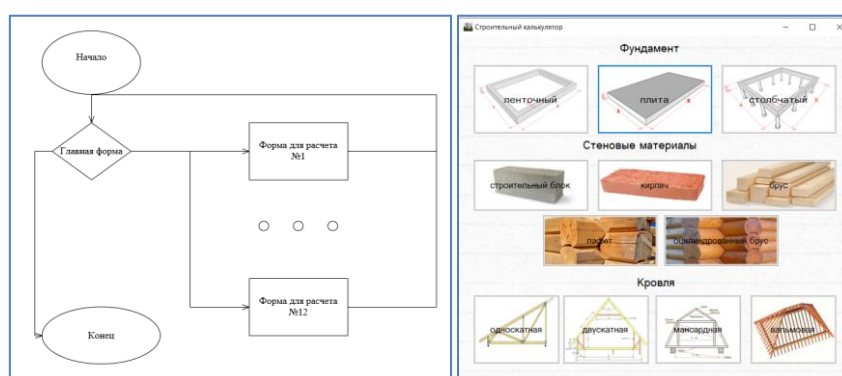 Начало
Главная форма
Форма для расчета
№1
Форма для расчета
№12
Конец
Строительный калькулятор
Фундамент
ленточный
плита
столбчатый
Стеновые материалы
строительный блок
кирпич
брус
лафет
оцилиндрованный брус
Кровля
односкатная
двускатная
мансардная
вальмовая